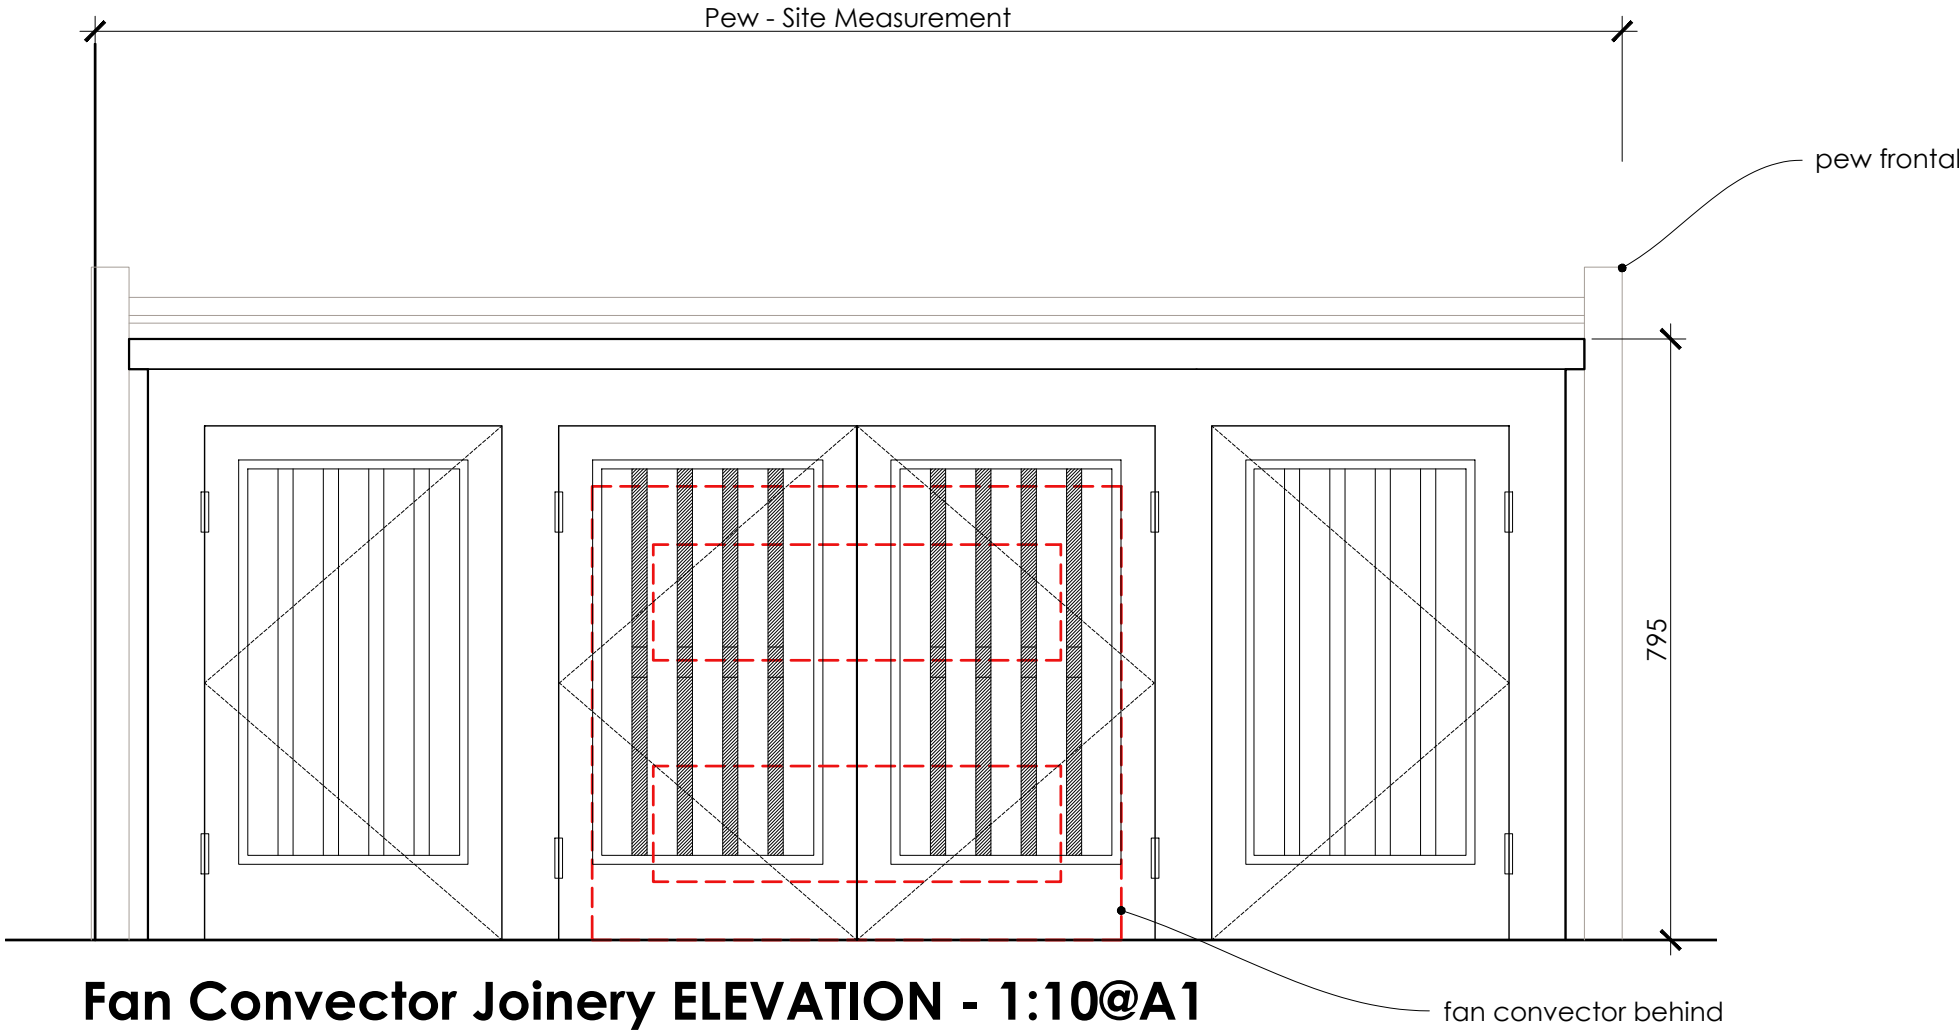 Pew - Site Measurement
pew frontal
795
Fan Convector Joinery ELEVATION - 1:10@A1
fan convector behind